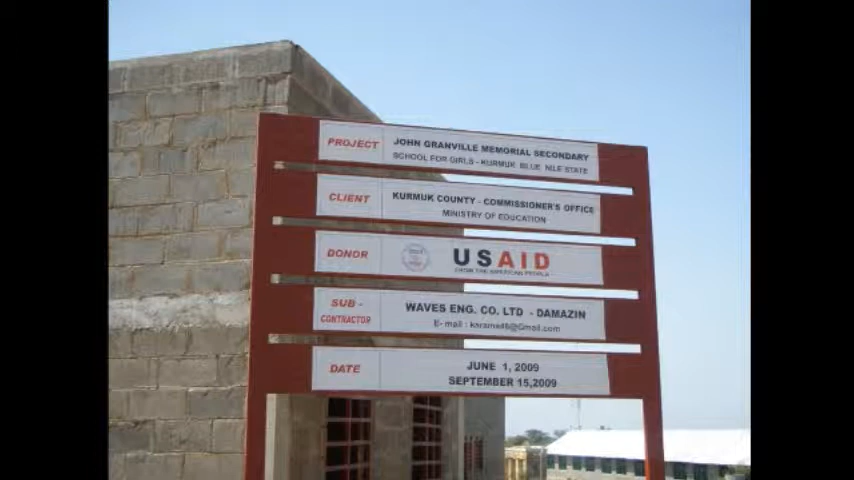 PROJECT
JOHN GRANVILLE MEMORIAL SECONDARY
SCHOOL FOR GIRLS - KURMUK BLUE NILE STATE
CLIENT
KURMUK COUNTY - COMMISSIONER'S OFFICE
MINISTRY OF EDUCATION
DONOR
USAID
FROM THE AMERICAN PEOPLE
SUB -
CONTRACTOR
WAVES ENG. CO. LTD - DAMAZIN
E- mail :
DATE
JUNE 1, 2009
SEPTEMBER 15,2009